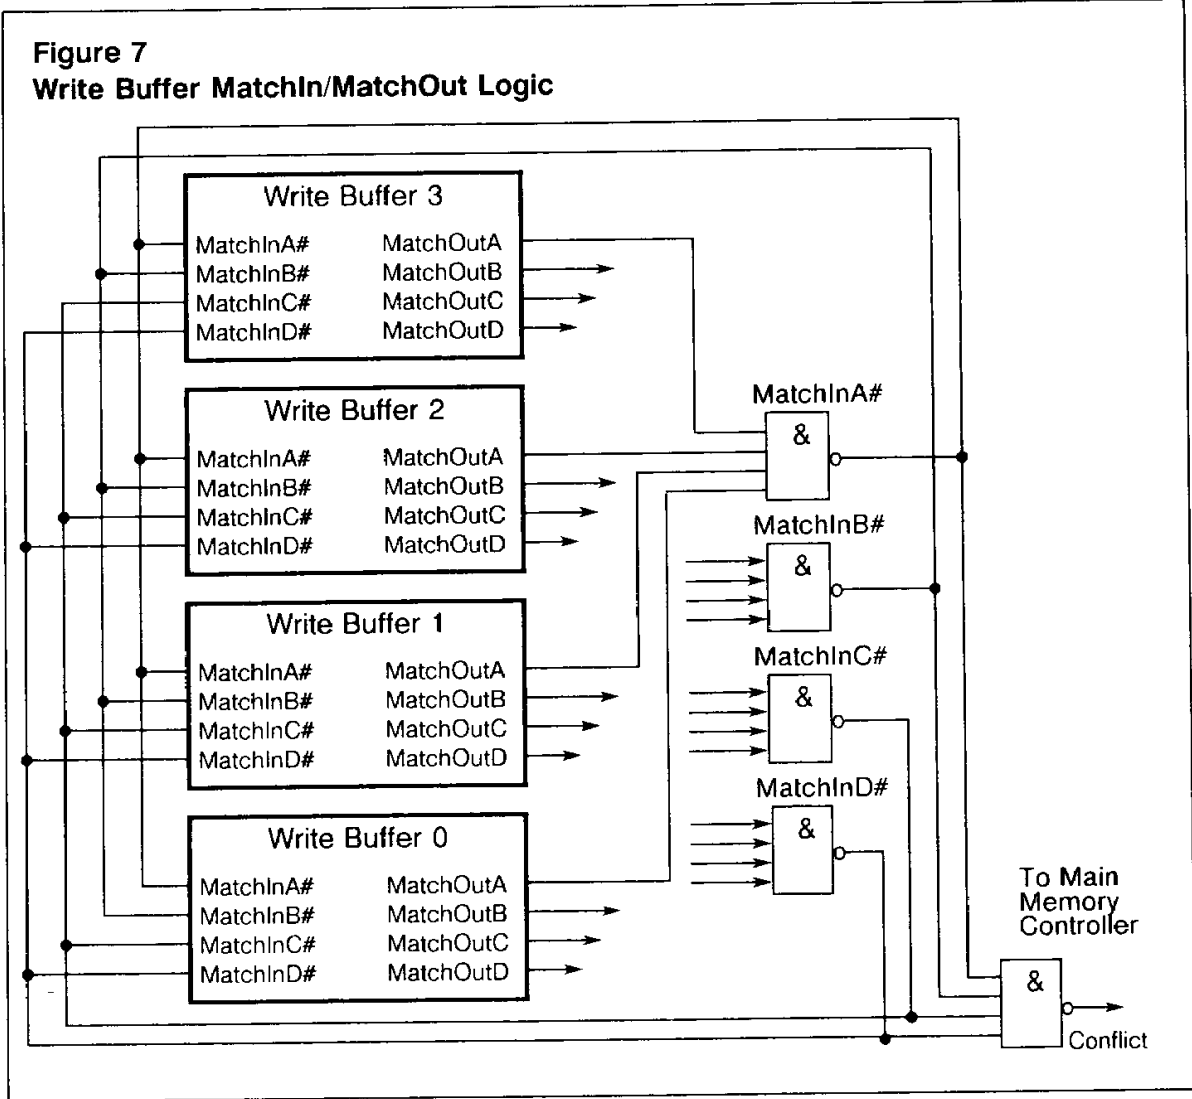 Figure 7
Write Buffer MatchIn/MatchOut Logic
Write Buffer 3
MatchInA# MatchOutA
MatchInB# MatchOutB
MatchInC# MatchOutC
MatchInD# MatchOutD
Write Buffer 2
MatchInA# MatchOutA
MatchInB# MatchOutB
MatchInC# MatchOutC
MatchInD# MatchOutD
Write Buffer 1
MatchInA# MatchOutA
MatchInB# MatchOutB
MatchInC# MatchOutC
MatchInD# MatchOutD
Write Buffer 0
MatchInA# MatchOutA
MatchInB# MatchOutB
MatchInC# MatchOutC
MatchInD# MatchOutD
MatchInA#
&
MatchInB#
&
MatchInC#
&
MatchInD#
&
To Main
Memory
Controller
&
Conflict